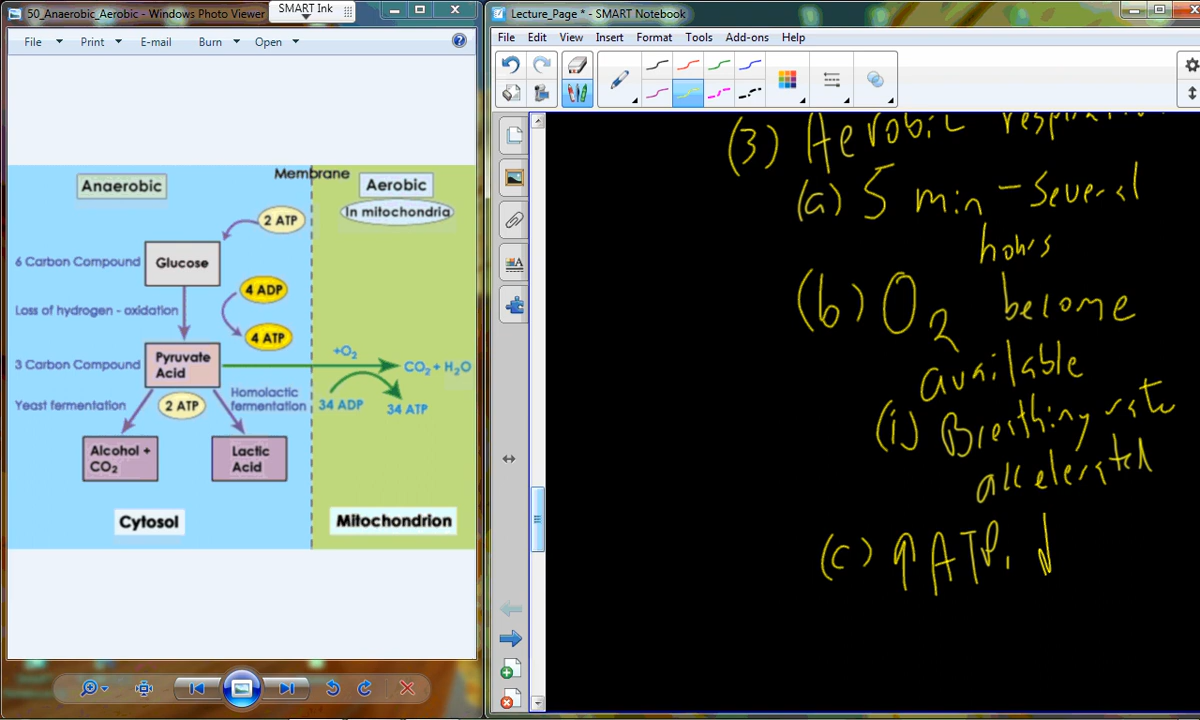 50_Anaerobic_Aerobic - Windows Photo Viewer
SMART Ink
File Print E-mail Burn Open
Anaerobic
Membrane
Aerobic
In mitochondria
2 ATP
6 Carbon Compound
Glucose
4 ADP
Loss of hydrogen - oxidation
4 ATP
+O₂
3 Carbon Compound
Pyruvate
Acid
CO₂ + H₂O
Yeast fermentation
2 ATP
Homolactic
fermentation
34 ADP
34 ATP
Alcohol +
CO₂
Lactic
Acid
Cytosol
Mitochondrion
Lecture_Page * - SMART Notebook
File Edit View Insert Format Tools Add-ons Help
(3) Aerobic
(a) 5 min - several
hours
(b) O₂ become
available
(i) Breathing rate
accelerated
(c) ↑ ATP, ↓